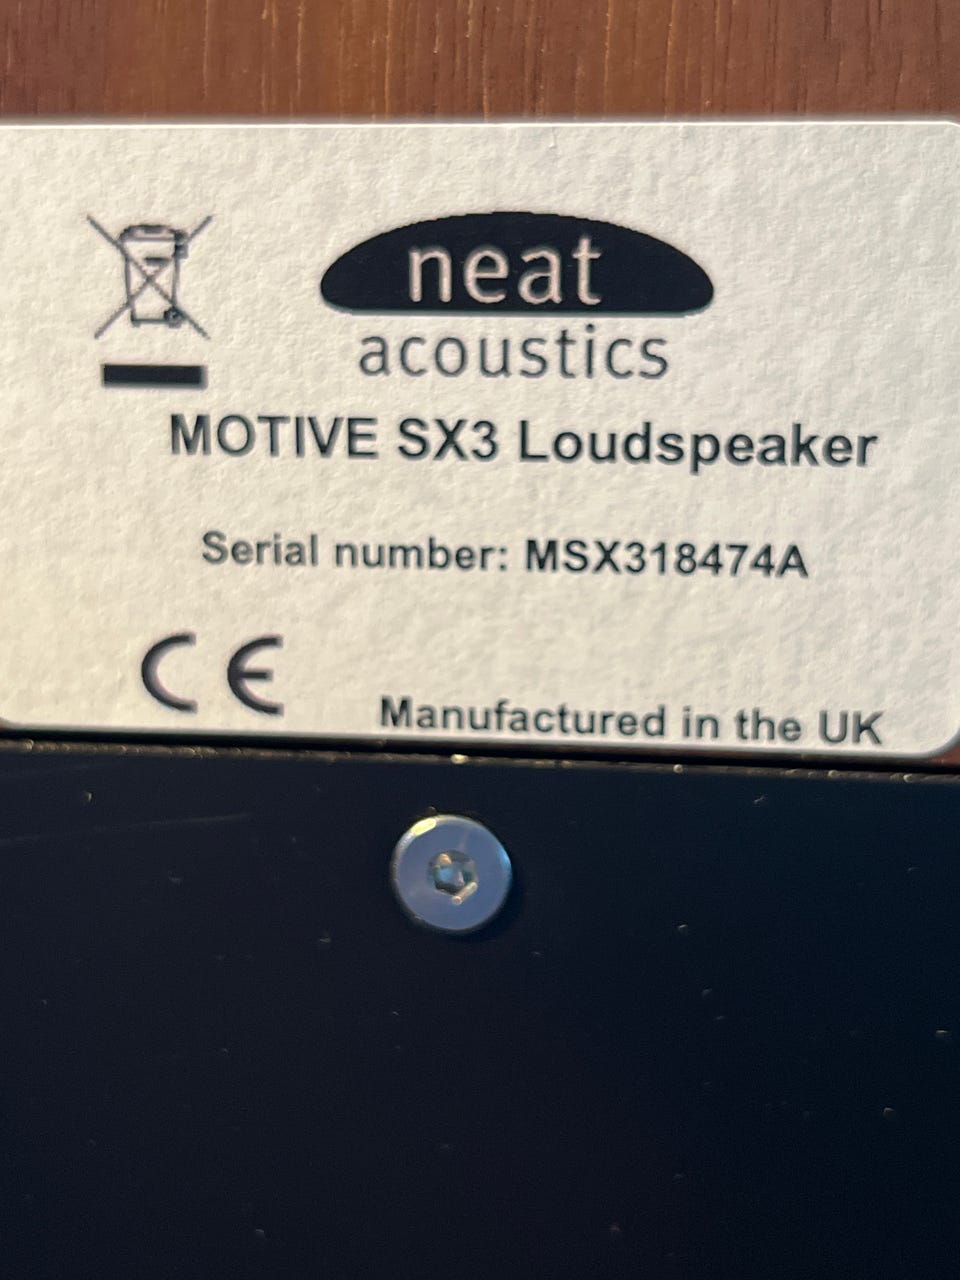 neat
acoustics
MOTIVE SX3 Loudspeaker
Serial number: MSX318474A
CE
Manufactured in the UK